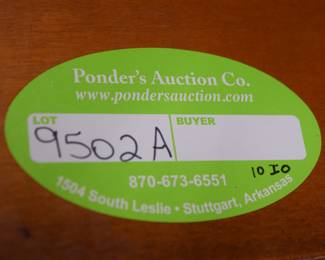 Ponder's Auction Co.
www.pondersauction.com
LOT BUYER
9502A
870-673-6551
10 IO
1504 South Leslie • Stuttgart, Arkansas